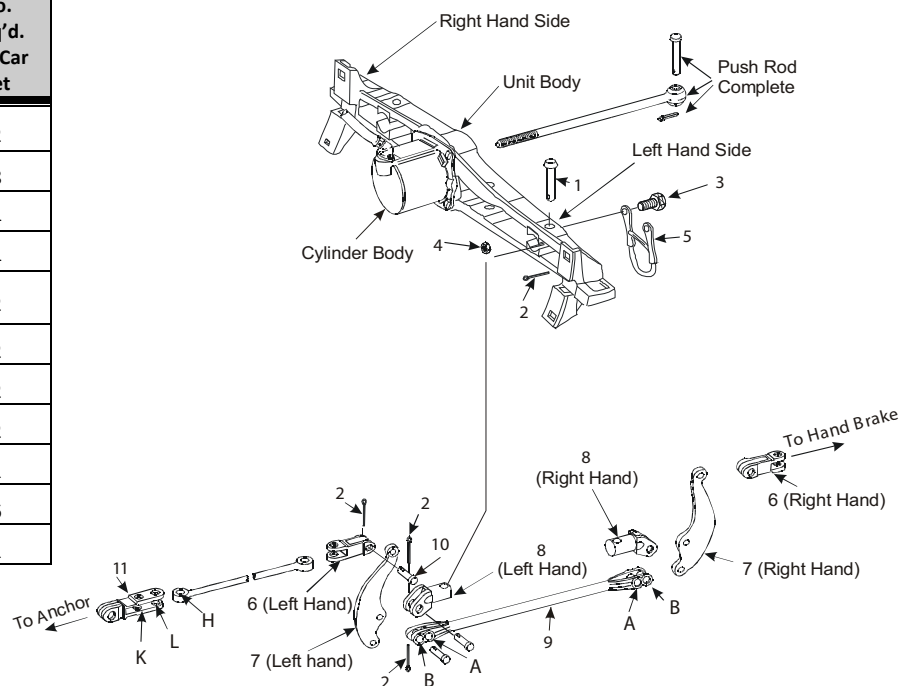 q'd.
Car
Right Hand Side
Unit Body
Push Rod
Complete
Left Hand Side
1
3
4
5
Cylinder Body
2
To Hand Brake
8
(Right Hand)
6 (Right Hand)
2
2
10
8
(Left Hand)
7 (Right Hand)
11
6 (Left Hand)
H
To Anchor
K
L
7 (Left hand)
9
A
B
A
B
2